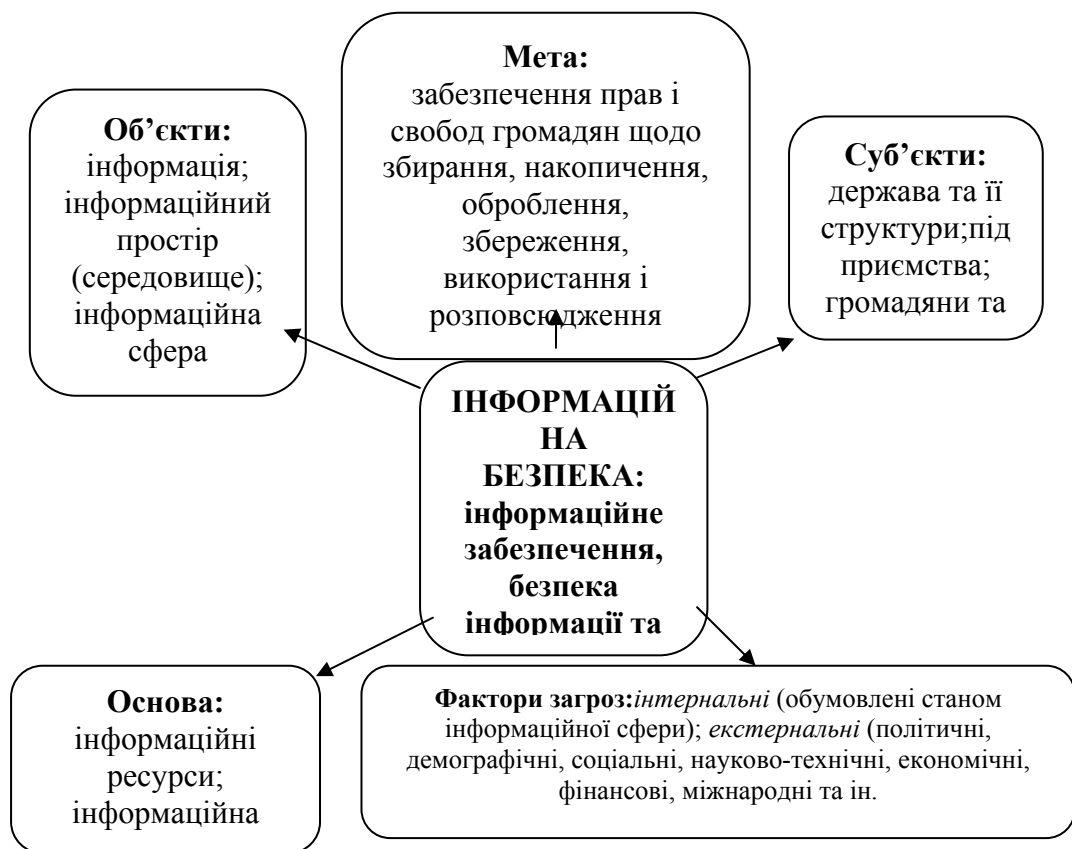 Мета:
забезпечення прав і
свобод громадян щодо
збирання, накопичення,
оброблення,
збереження,
використання і
розповсюдження
Об’єкти:
інформація;
інформаційний
простір
(середовище);
інформаційна
сфера
Суб’єкти:
держава та її
структури;під
приємства;
громадяни та
ІНФОРМАЦІЙ
НА
БЕЗПЕКА:
інформаційне
забезпечення,
безпека
інформації та
Основа:
інформаційні
ресурси;
інформаційна
Фактори загроз:інтернальні (обумовлені станом
інформаційної сфери); екстернальні (політичні,
демографічні, соціальні, науково-технічні, економічні,
фінансові, міжнародні та ін.